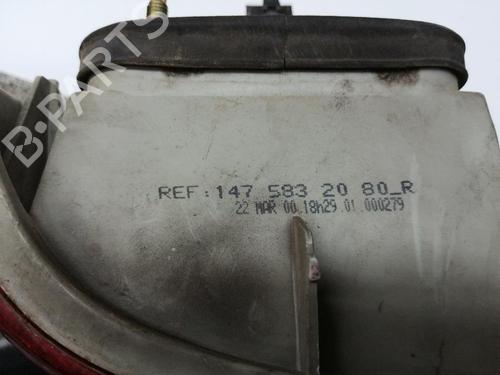 B-PARTS
REF:147 583 20 80_R
22 MAR 00 18h29 01 000279